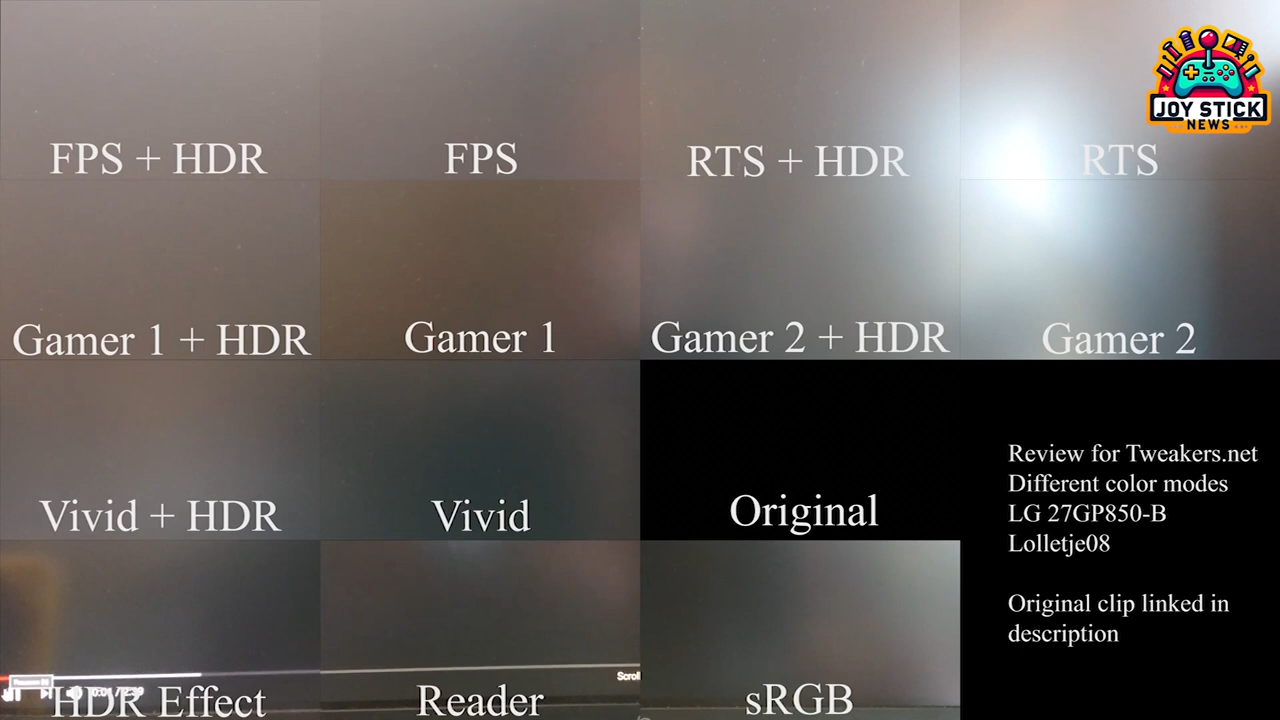 JOY STICK
NEWS
FPS + HDR
FPS
RTS + HDR
RTS
Gamer 1 + HDR
Gamer 1
Gamer 2 + HDR
Gamer 2
Vivid + HDR
Vivid
Original
Review for Tweakers.net
Different color modes
LG 27GP850-B
Lolletje08
Original clip linked in
description
Scroll
HDR Effect
Reader
sRGB